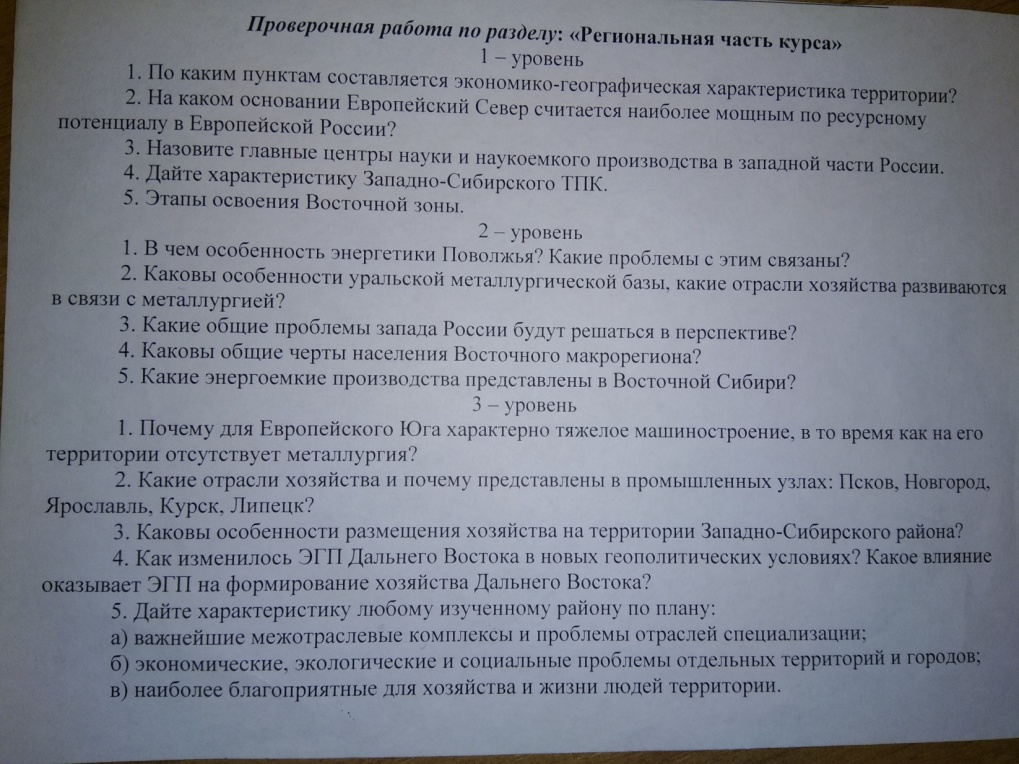 Проверочная работа по разделу: «Региональная часть курса»
1 – уровень
1. По каким пунктам составляется экономико-географическая характеристика территории?
2. На каком основании Европейский Север считается наиболее мощным по ресурсному
потенциалу в Европейской России?
3. Назовите главные центры науки и наукоемкого производства в западной части России.
4. Дайте характеристику Западно-Сибирского ТПК.
5. Этапы освоения Восточной зоны.
2 – уровень
1. В чем особенность энергетики Поволжья? Какие проблемы с этим связаны?
2. Каковы особенности уральской металлургической базы, какие отрасли хозяйства развиваются
в связи с металлургией?
3. Какие общие проблемы запада России будут решаться в перспективе?
4. Каковы общие черты населения Восточного макрорегиона?
5. Какие энергоемкие производства представлены в Восточной Сибири?
3 – уровень
1. Почему для Европейского Юга характерно тяжелое машиностроение, в то время как на его
территории отсутствует металлургия?
2. Какие отрасли хозяйства и почему представлены в промышленных узлах: Псков, Новгород,
Ярославль, Курск, Липецк?
3. Каковы особенности размещения хозяйства на территории Западно-Сибирского района?
4. Как изменилось ЭГП Дальнего Востока в новых геополитических условиях? Какое влияние
оказывает ЭГП на формирование хозяйства Дальнего Востока?
5. Дайте характеристику любому изученному району по плану:
а) важнейшие межотраслевые комплексы и проблемы отраслей специализации;
б) экономические, экологические и социальные проблемы отдельных территорий и городов;
в) наиболее благоприятные для хозяйства и жизни людей территории.